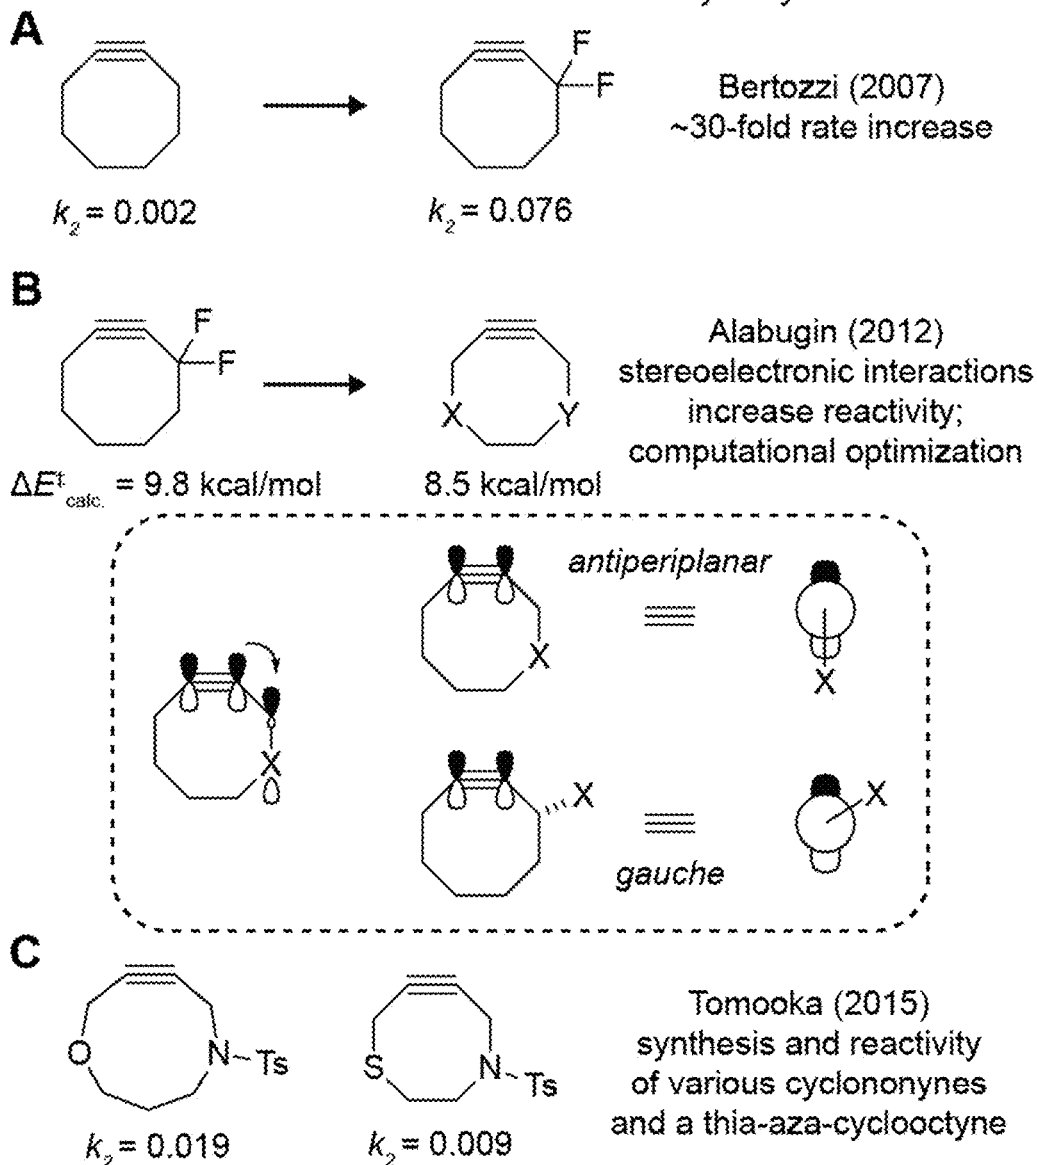 A
F
F
Bertozzi (2007)
~30-fold rate increase
k₂ = 0.002
k₂ = 0.076
B
F
F
X
Y
Alabugin (2012)
stereoelectronic interactions
increase reactivity;
computational optimization
ΔE‡calc. = 9.8 kcal/mol
8.5 kcal/mol
antiperiplanar
X
X
X
X
X
gauche
C
O
N
Ts
S
N
Ts
Tomooka (2015)
synthesis and reactivity
of various cyclononynes
and a thia-aza-cyclooctyne
k₂ = 0.019
k₂ = 0.009